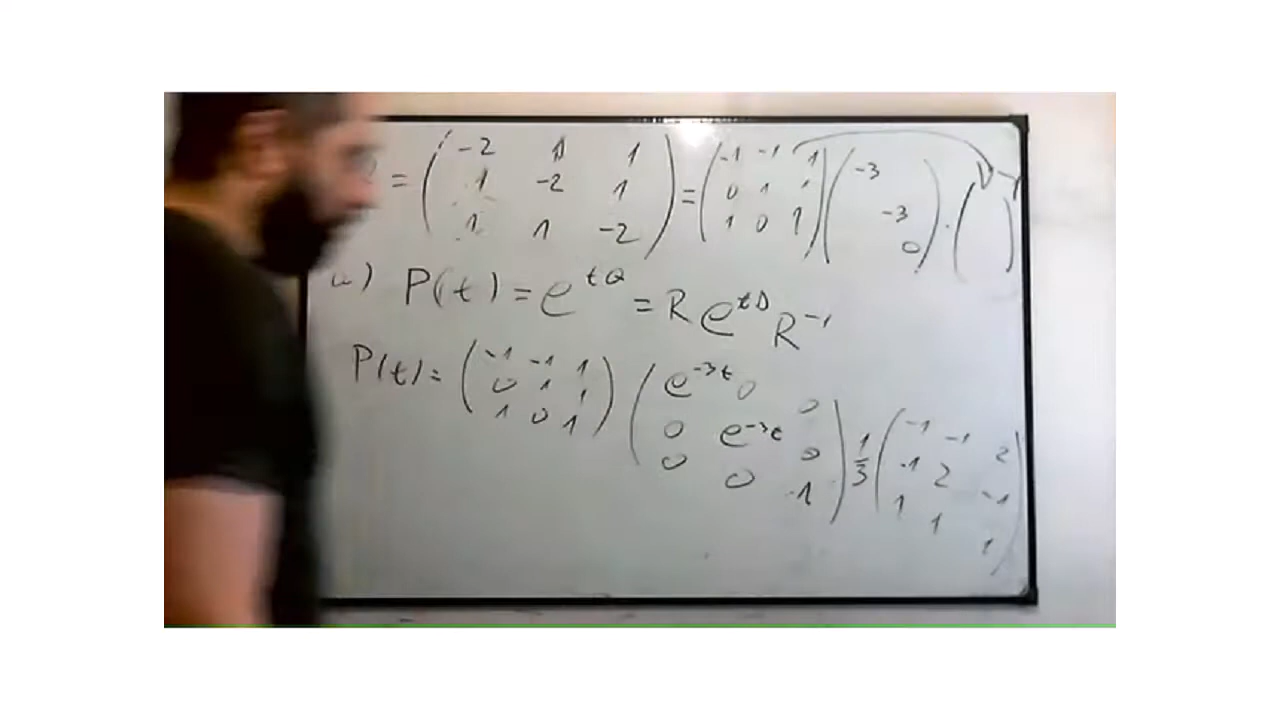 = ( -2 1 1 ) = ( -1 -1 1 ) ( -3 ) · ( )⁻¹
( 1 -2 1 ) ( 0 1 1 ) ( -3 )
( 1 1 -2 ) ( 1 0 1 ) ( 0 )
) P(t) = e^{tQ} = R e^{tD} R⁻¹
P(t) = ( -1 -1 1 ) ( e^{-3t} 0 0 ) 1/3 ( -1 -1 2 )
( 0 1 1 ) ( 0 e^{-3t} 0 ) ( -1 2 -1 )
( 1 0 1 ) ( 0 0 1 ) ( 1 1 1 )